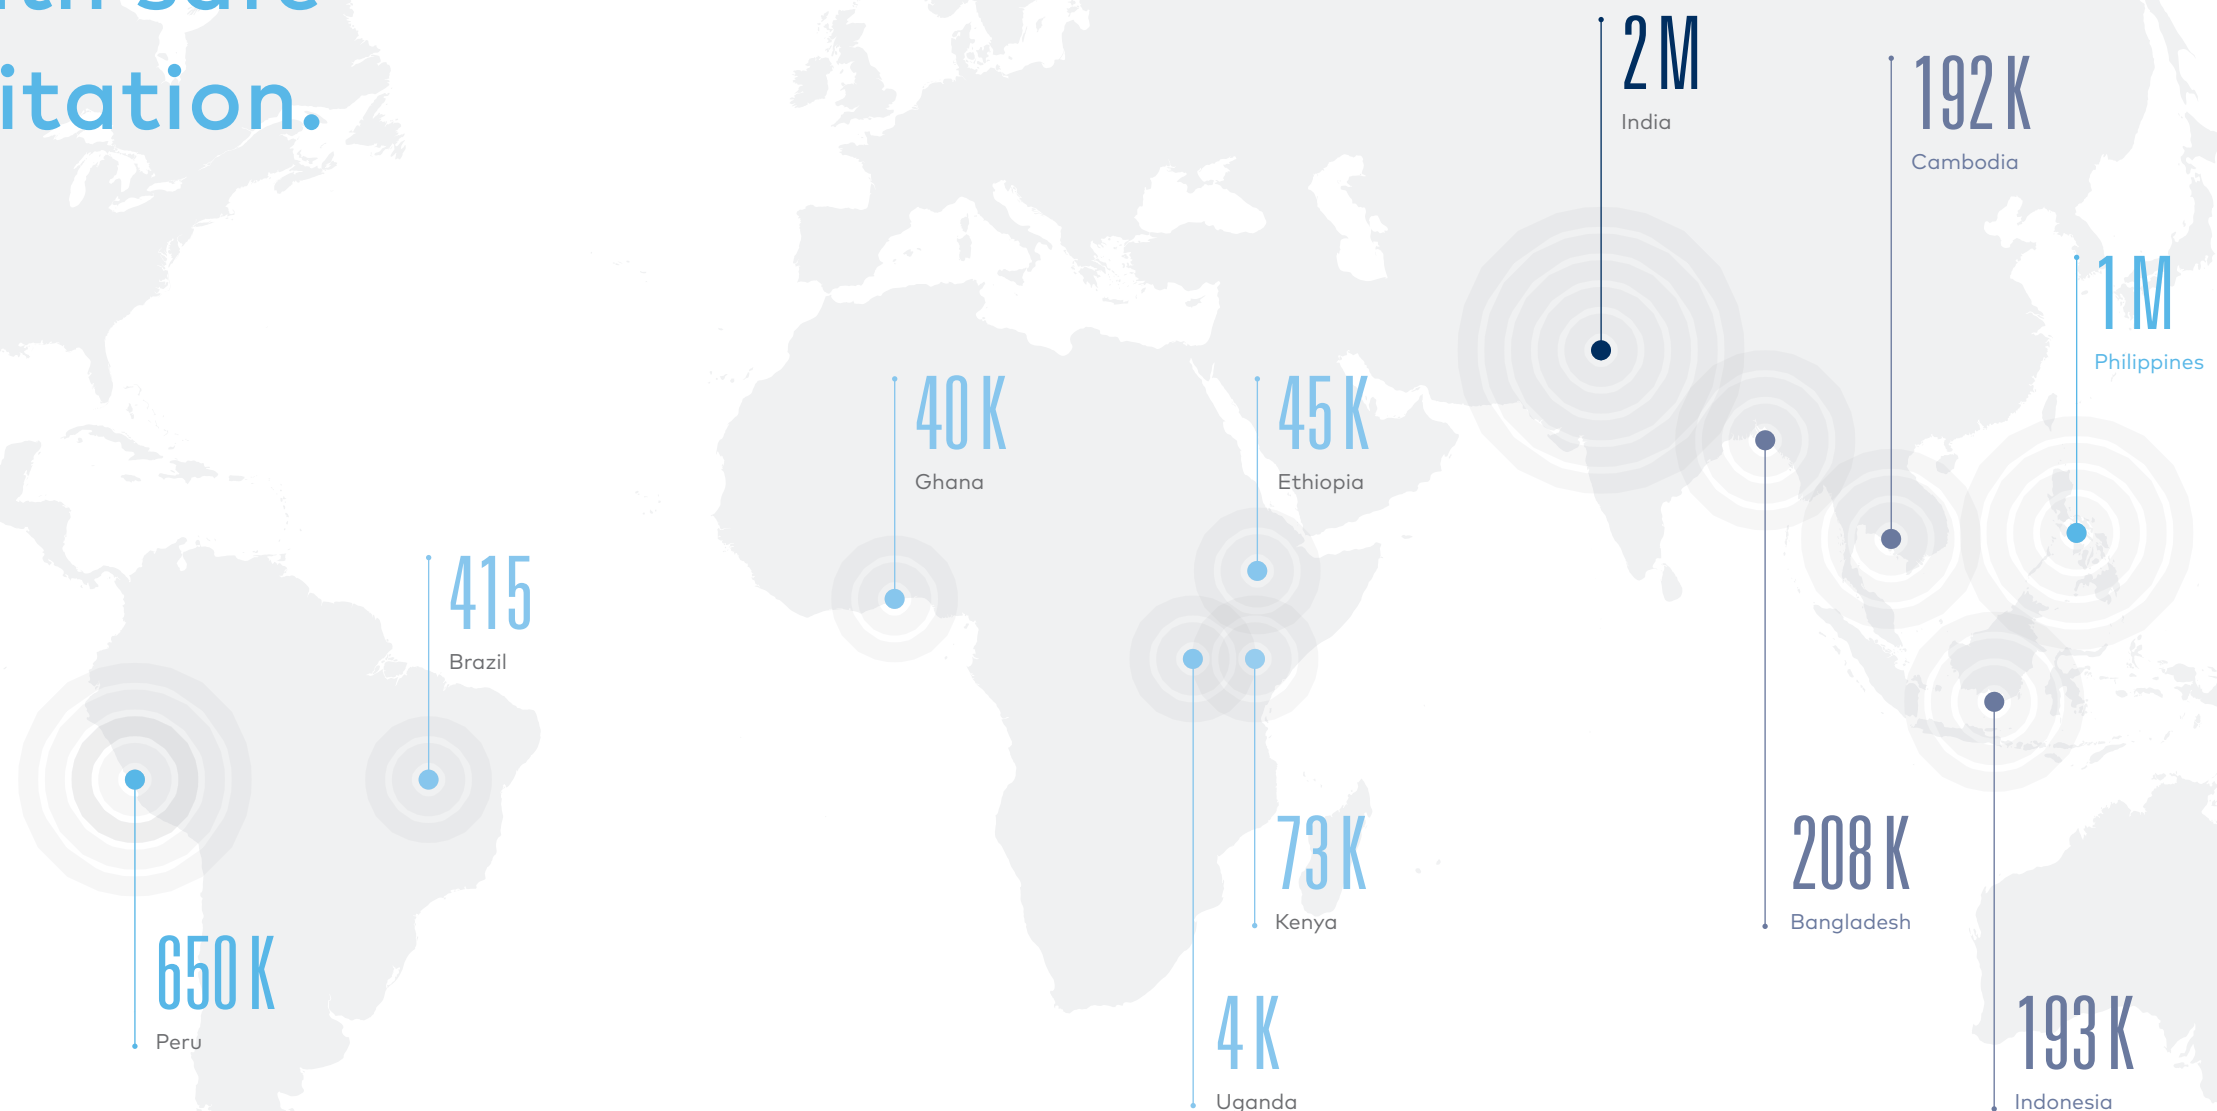 itation.
2 M
India
192 K
Cambodia
1 M
Philippines
40 K
Ghana
45 K
Ethiopia
415
Brazil
73 K
Kenya
208 K
Bangladesh
650 K
Peru
4 K
Uganda
193 K
Indonesia